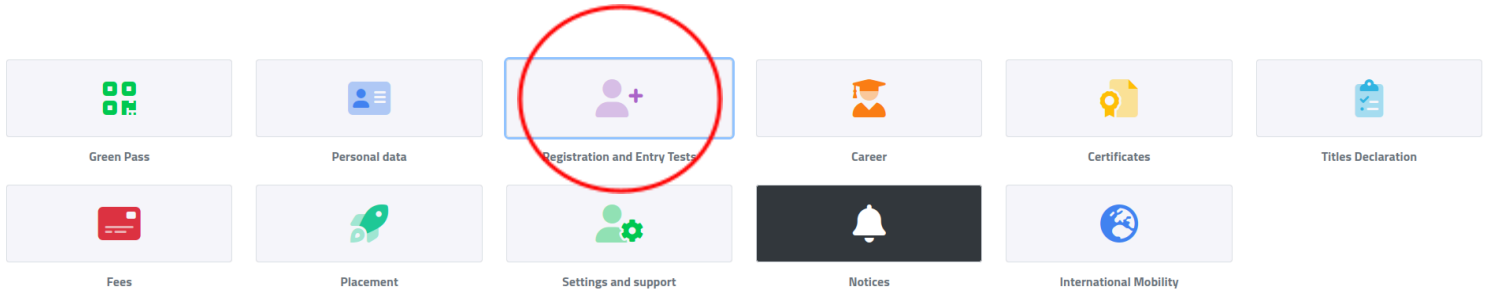 Green Pass
Personal data
Registration and Entry Tests
Career
Certificates
Titles Declaration
Fees
Placement
Settings and support
Notices
International Mobility